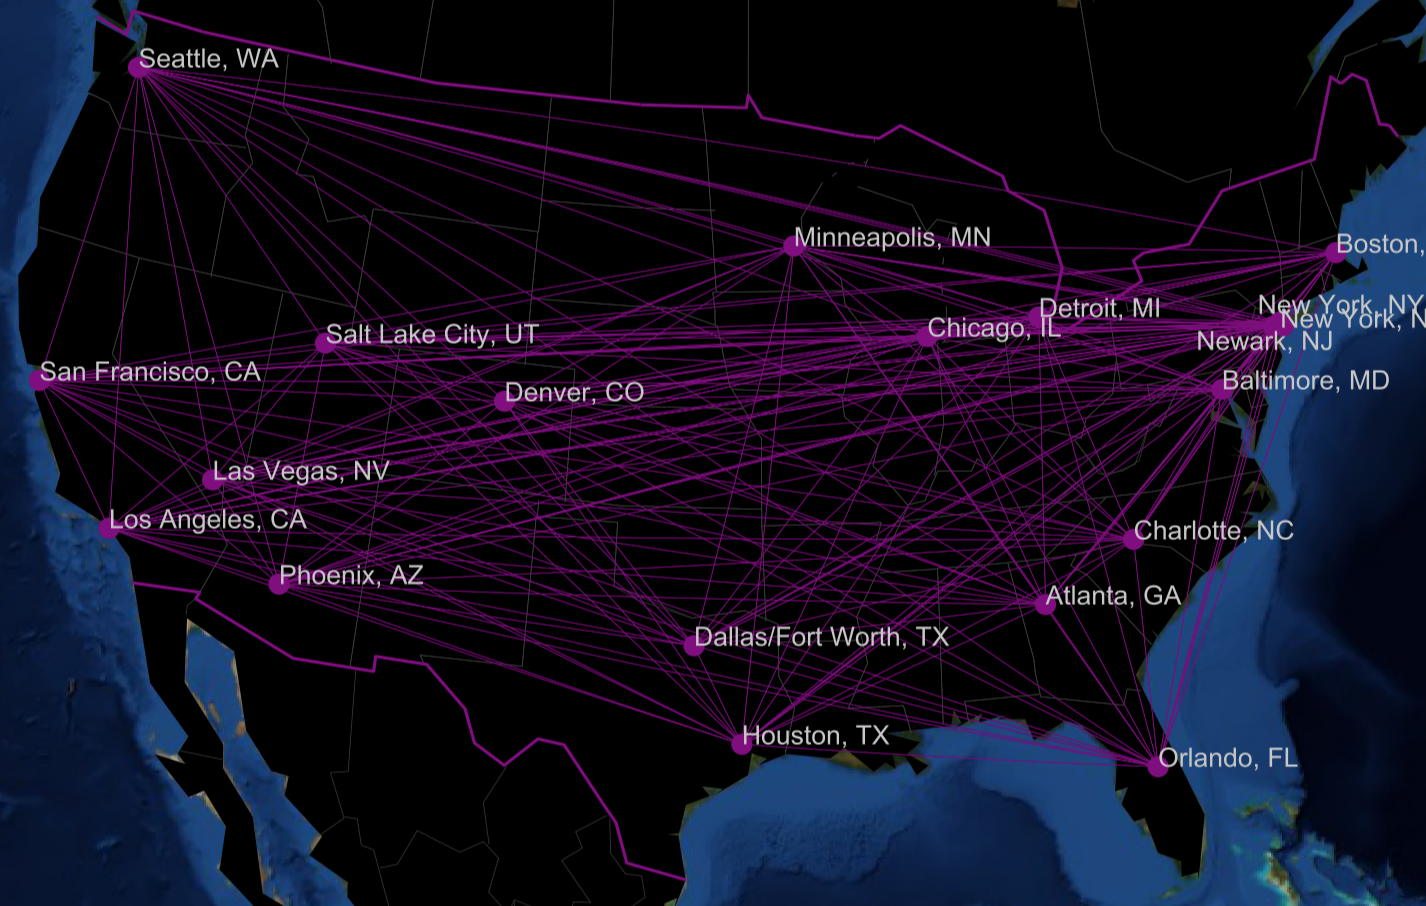 Seattle, WA
Minneapolis, MN
Boston,
New York, NY
New York, N
Detroit, MI
Chicago, IL
Newark, NJ
Salt Lake City, UT
San Francisco, CA
Baltimore, MD
Denver, CO
Las Vegas, NV
Los Angeles, CA
Charlotte, NC
Phoenix, AZ
Atlanta, GA
Dallas/Fort Worth, TX
Houston, TX
Orlando, FL